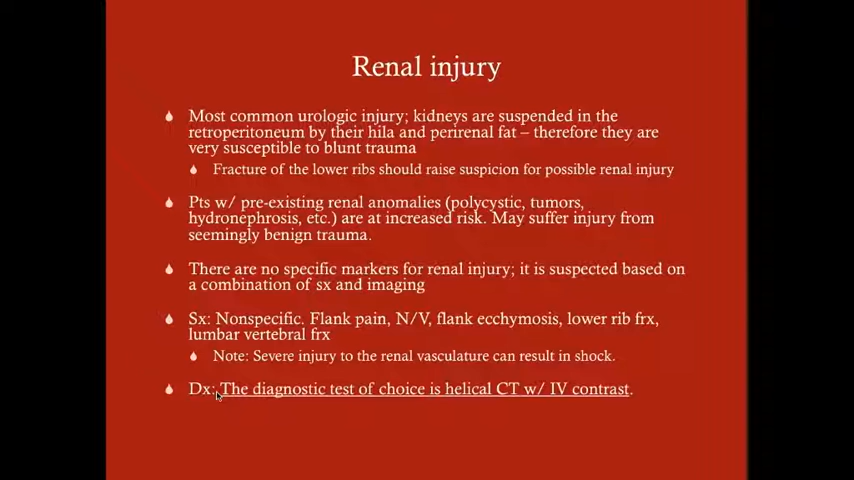 Renal injury
Most common urologic injury; kidneys are suspended in the
retroperitoneum by their hila and perirenal fat – therefore they are
very susceptible to blunt trauma
Fracture of the lower ribs should raise suspicion for possible renal injury
Pts w/ pre-existing renal anomalies (polycystic, tumors,
hydronephrosis, etc.) are at increased risk. May suffer injury from
seemingly benign trauma.
There are no specific markers for renal injury; it is suspected based on
a combination of sx and imaging
Sx: Nonspecific. Flank pain, N/V, flank ecchymosis, lower rib frx,
lumbar vertebral frx
Note: Severe injury to the renal vasculature can result in shock.
Dx: The diagnostic test of choice is helical CT w/ IV contrast.